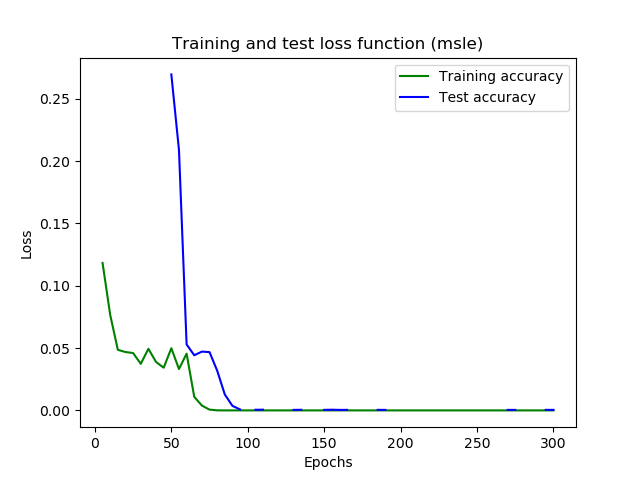 Training and test loss function (msle)
Training accuracy
Test accuracy
0.25
0.20
0.15
0.10
0.05
0.00
Loss
0 50 100 150 200 250 300
Epochs